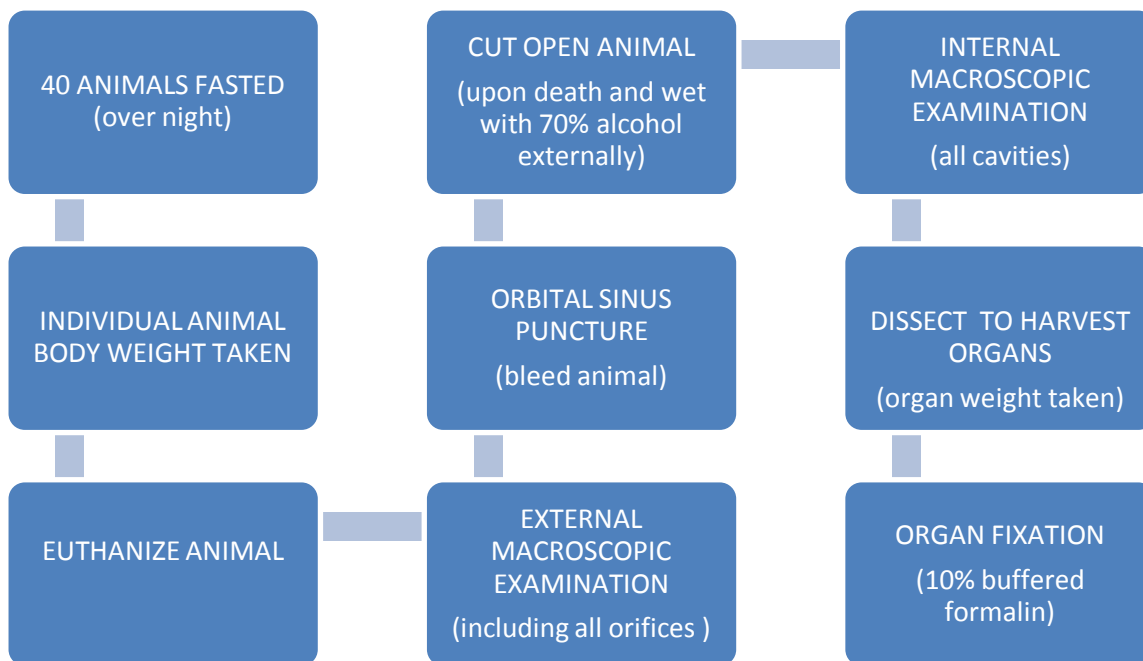 40 ANIMALS FASTED
(over night)
INDIVIDUAL ANIMAL
BODY WEIGHT TAKEN
EUTHANIZE ANIMAL
EXTERNAL
MACROSCOPIC
EXAMINATION
(including all orifices )
ORBITAL SINUS
PUNCTURE
(bleed animal)
CUT OPEN ANIMAL
(upon death and wet
with 70% alcohol
externally)
INTERNAL
MACROSCOPIC
EXAMINATION
(all cavities)
DISSECT TO HARVEST
ORGANS
(organ weight taken)
ORGAN FIXATION
(10% buffered
formalin)